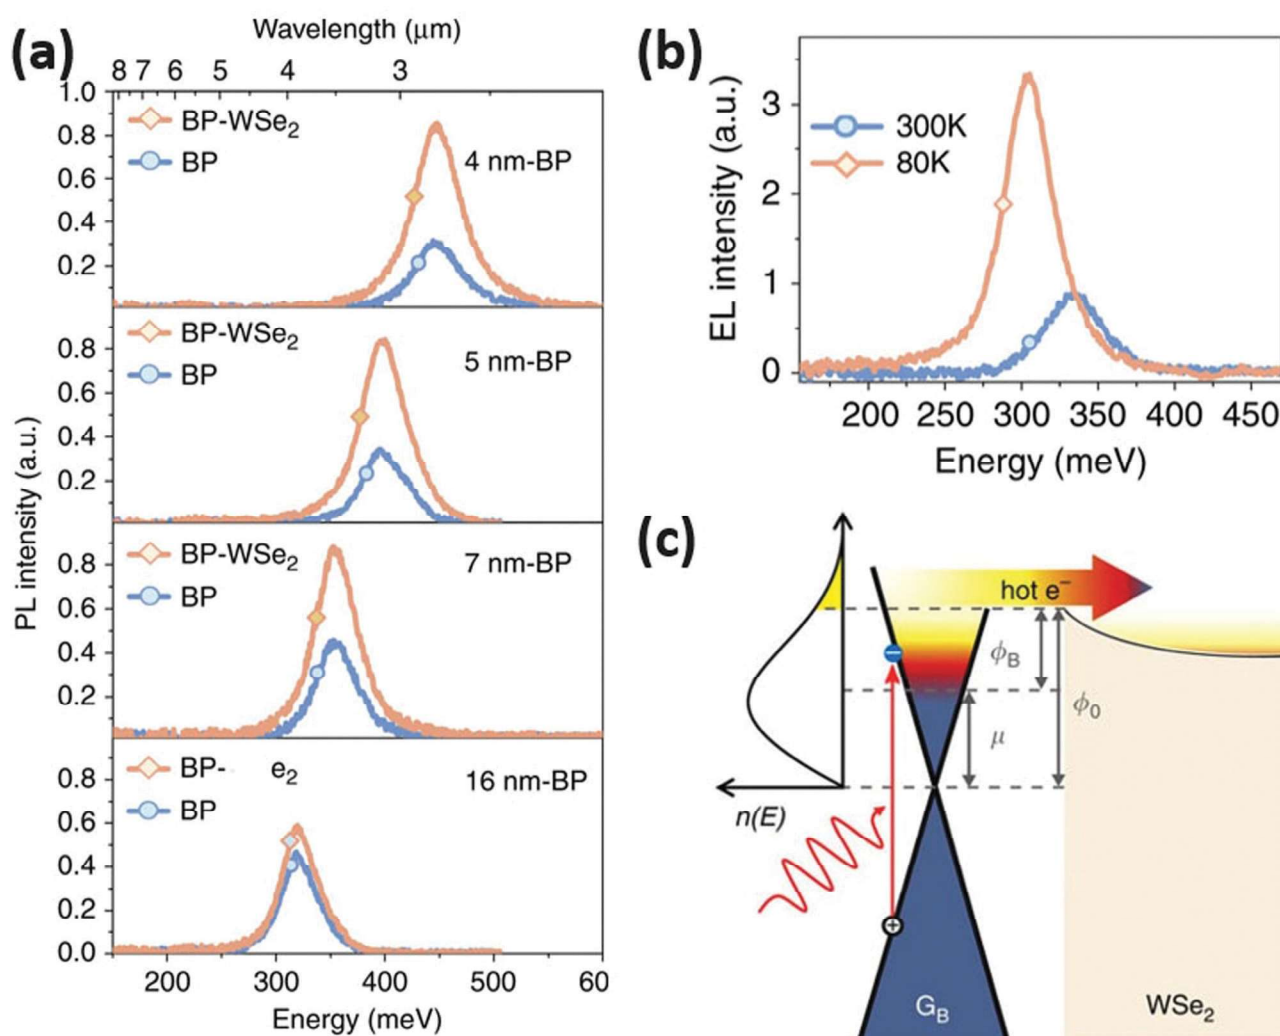 (a)
Wavelength (μm)
8 7 6 5 4 3
PL intensity (a.u.)
1.0
0.8
0.6
0.4
0.2
BP-WSe2
BP
4 nm-BP
0.8
0.6
0.4
0.2
BP-WSe2
BP
5 nm-BP
0.8
0.6
0.4
0.2
BP-WSe2
BP
7 nm-BP
0.8
0.6
0.4
0.2
0.0
BP- e2
BP
16 nm-BP
200 300 400 500 60
Energy (meV)
(b)
EL intensity (a.u.)
3
2
1
0
300K
80K
200 250 300 350 400 450
Energy (meV)
(c)
hot e−
−
ϕB
ϕ0
μ
n(E)
+
GB
WSe2